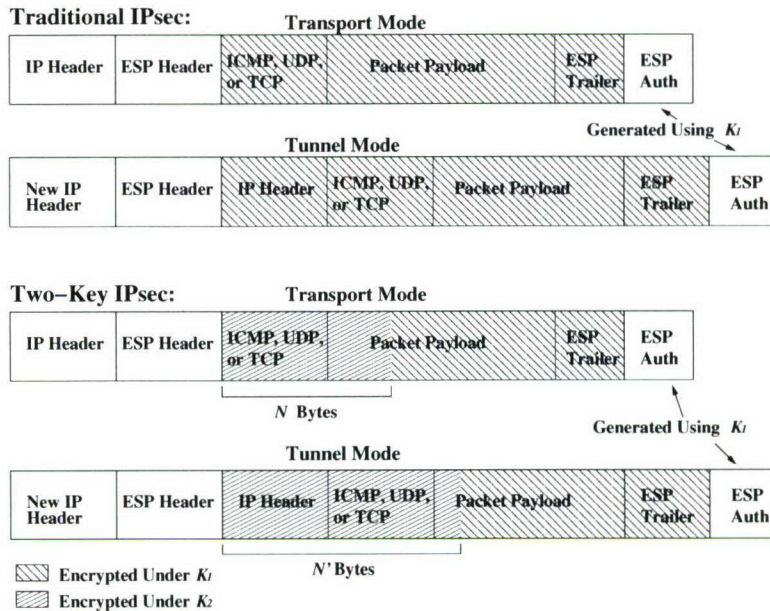 Traditional IPsec:
Transport Mode
IP Header ESP Header ICMP, UDP, or TCP Packet Payload ESP Trailer ESP Auth
Generated Using K1
Tunnel Mode
New IP Header ESP Header IP Header ICMP, UDP, or TCP Packet Payload ESP Trailer ESP Auth
Two-Key IPsec:
Transport Mode
IP Header ESP Header ICMP, UDP, or TCP Packet Payload ESP Trailer ESP Auth
N Bytes
Generated Using K1
Tunnel Mode
New IP Header ESP Header IP Header ICMP, UDP, or TCP Packet Payload ESP Trailer ESP Auth
N' Bytes
Encrypted Under K1
Encrypted Under K2